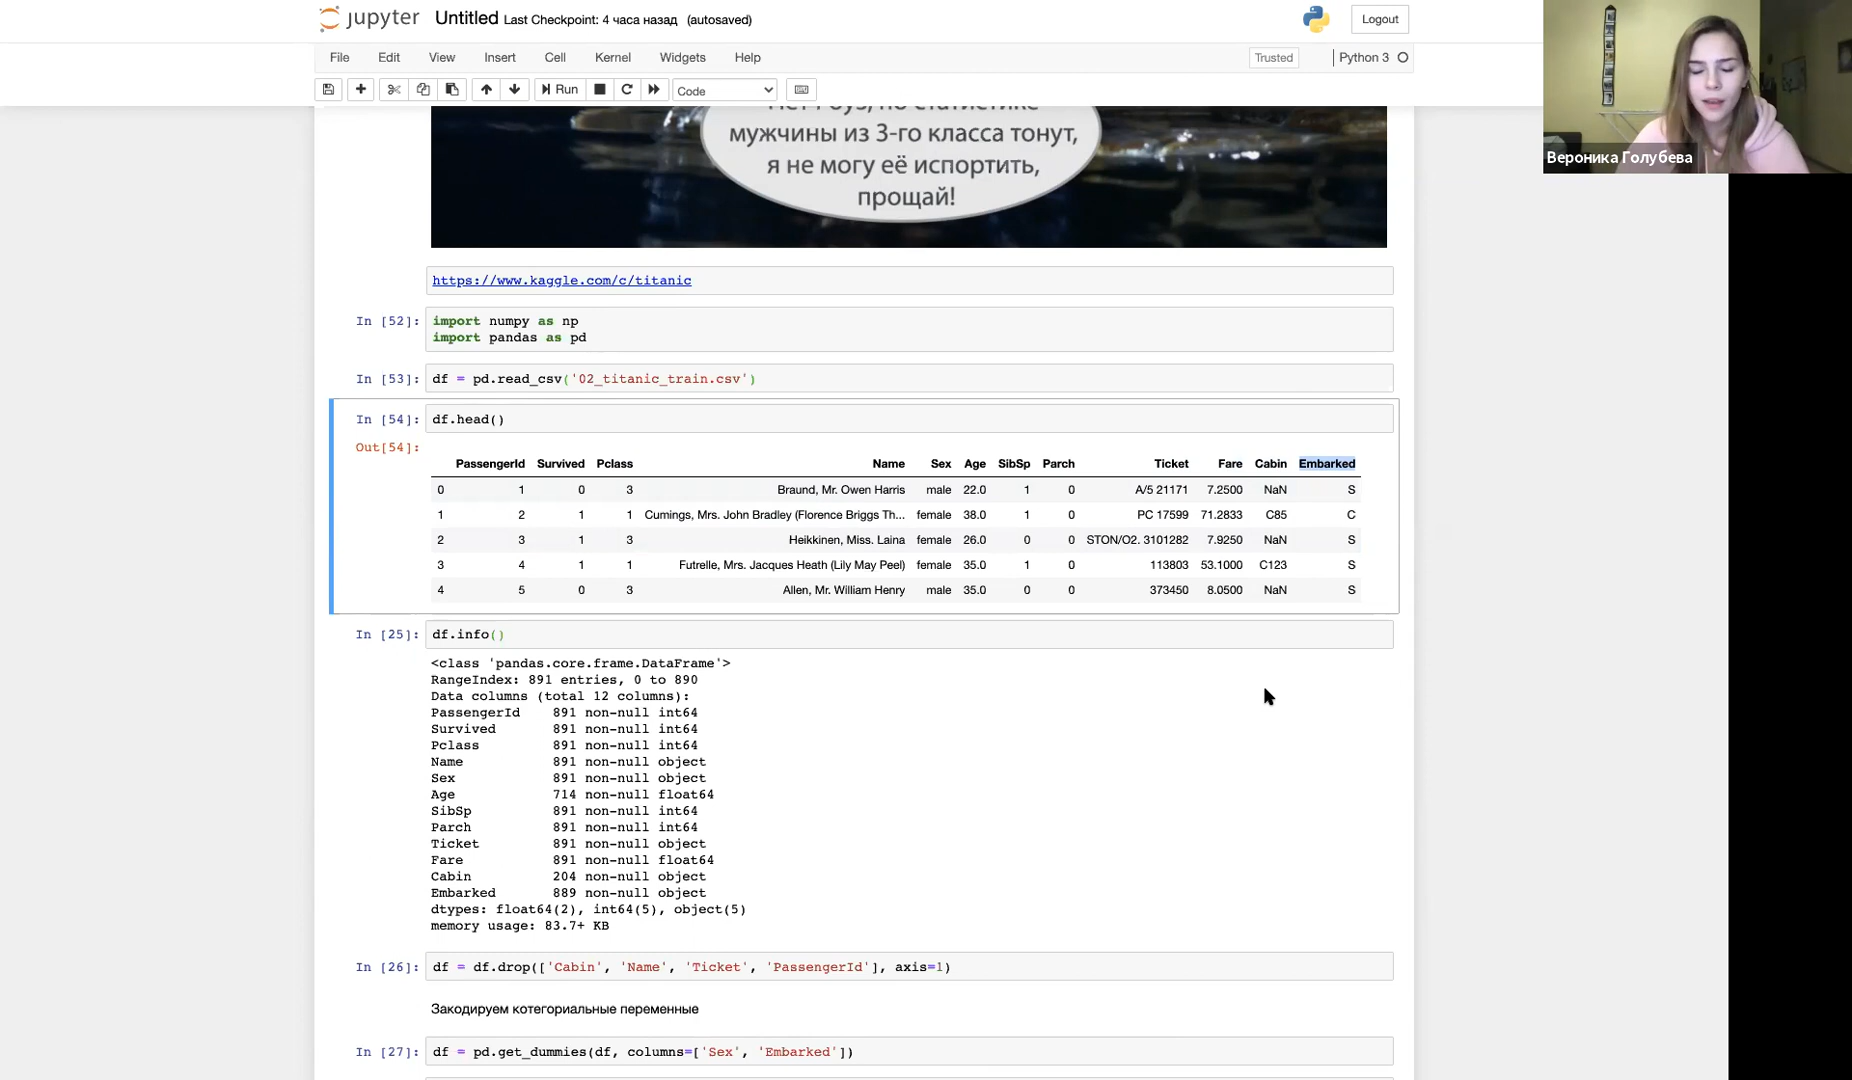 jupyter Untitled Last Checkpoint: 4 часа назад (autosaved) Logout
File Edit View Insert Cell Kernel Widgets Help Trusted Python 3
Run Code
Вероника Голубева
мужчины из 3-го класса тонут,
я не могу её испортить,
прощай!
https://www.kaggle.com/c/titanic
In [52]: import numpy as np
import pandas as pd
In [53]: df = pd.read_csv('02_titanic_train.csv')
In [54]: df.head()
Out[54]:
PassengerId Survived Pclass Name Sex Age SibSp Parch Ticket Fare Cabin Embarked
0 1 0 3 Braund, Mr. Owen Harris male 22.0 1 0 A/5 21171 7.2500 NaN S
1 2 1 1 Cumings, Mrs. John Bradley (Florence Briggs Th... female 38.0 1 0 PC 17599 71.2833 C85 C
2 3 1 3 Heikkinen, Miss. Laina female 26.0 0 0 STON/O2. 3101282 7.9250 NaN S
3 4 1 1 Futrelle, Mrs. Jacques Heath (Lily May Peel) female 35.0 1 0 113803 53.1000 C123 S
4 5 0 3 Allen, Mr. William Henry male 35.0 0 0 373450 8.0500 NaN S
In [25]: df.info()
<class 'pandas.core.frame.DataFrame'>
RangeIndex: 891 entries, 0 to 890
Data columns (total 12 columns):
PassengerId 891 non-null int64
Survived 891 non-null int64
Pclass 891 non-null int64
Name 891 non-null object
Sex 891 non-null object
Age 714 non-null float64
SibSp 891 non-null int64
Parch 891 non-null int64
Ticket 891 non-null object
Fare 891 non-null float64
Cabin 204 non-null object
Embarked 889 non-null object
dtypes: float64(2), int64(5), object(5)
memory usage: 83.7+ KB
In [26]: df = df.drop(['Cabin', 'Name', 'Ticket', 'PassengerId'], axis=1)
Закодируем котегориальные переменные
In [27]: df = pd.get_dummies(df, columns=['Sex', 'Embarked'])